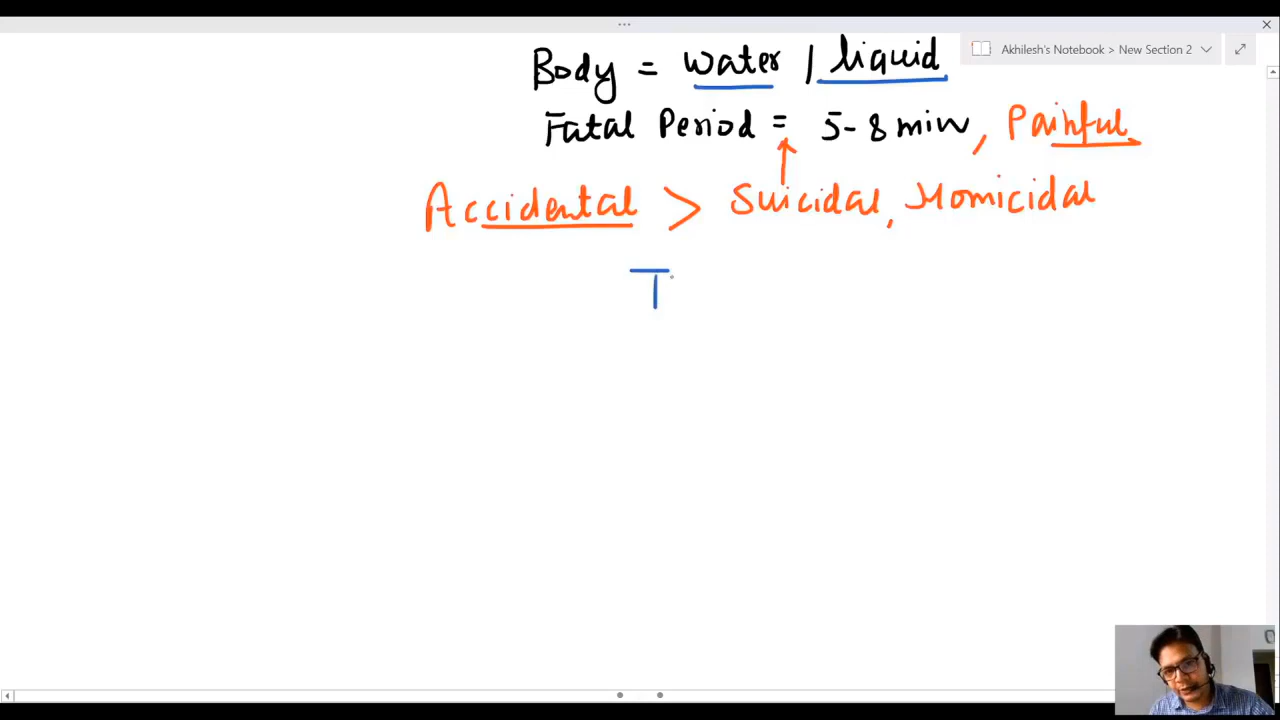 Akhilesh's Notebook > New Section 2
Body = water / liquid
Fatal Period = 5-8 min, Painful
Accidental > Suicidal, Homicidal
T